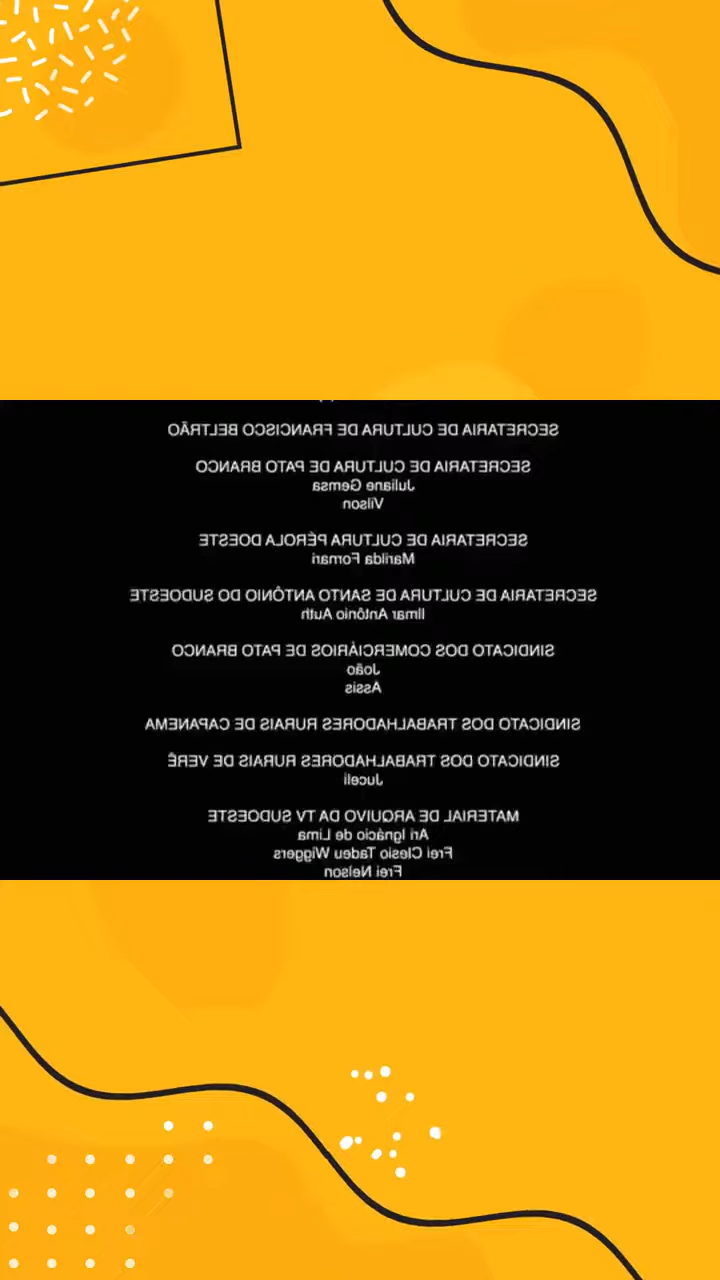 SECRETARIA DE CULTURA DE FRANCISCO BELTRÃO
SECRETARIA DE CULTURA DE PATO BRANCO
Juliane Gemsa
Vilson
SECRETARIA DE CULTURA PÉROLA DOESTE
Marilda Fornari
SECRETARIA DE CULTURA DE SANTO ANTÔNIO DO SUDOESTE
Ilmar Antônio Auth
SINDICATO DOS COMERCIÁRIOS DE PATO BRANCO
João
Assis
SINDICATO DOS TRABALHADORES RURAIS DE CAPANEMA
SINDICATO DOS TRABALHADORES RURAIS DE VERÊ
Juceli
MATERIAL DE ARQUIVO DA TV SUDOESTE
Ari Ignácio de Lima
Frei Clesio Tadeu Wiggers
Frei Nelson